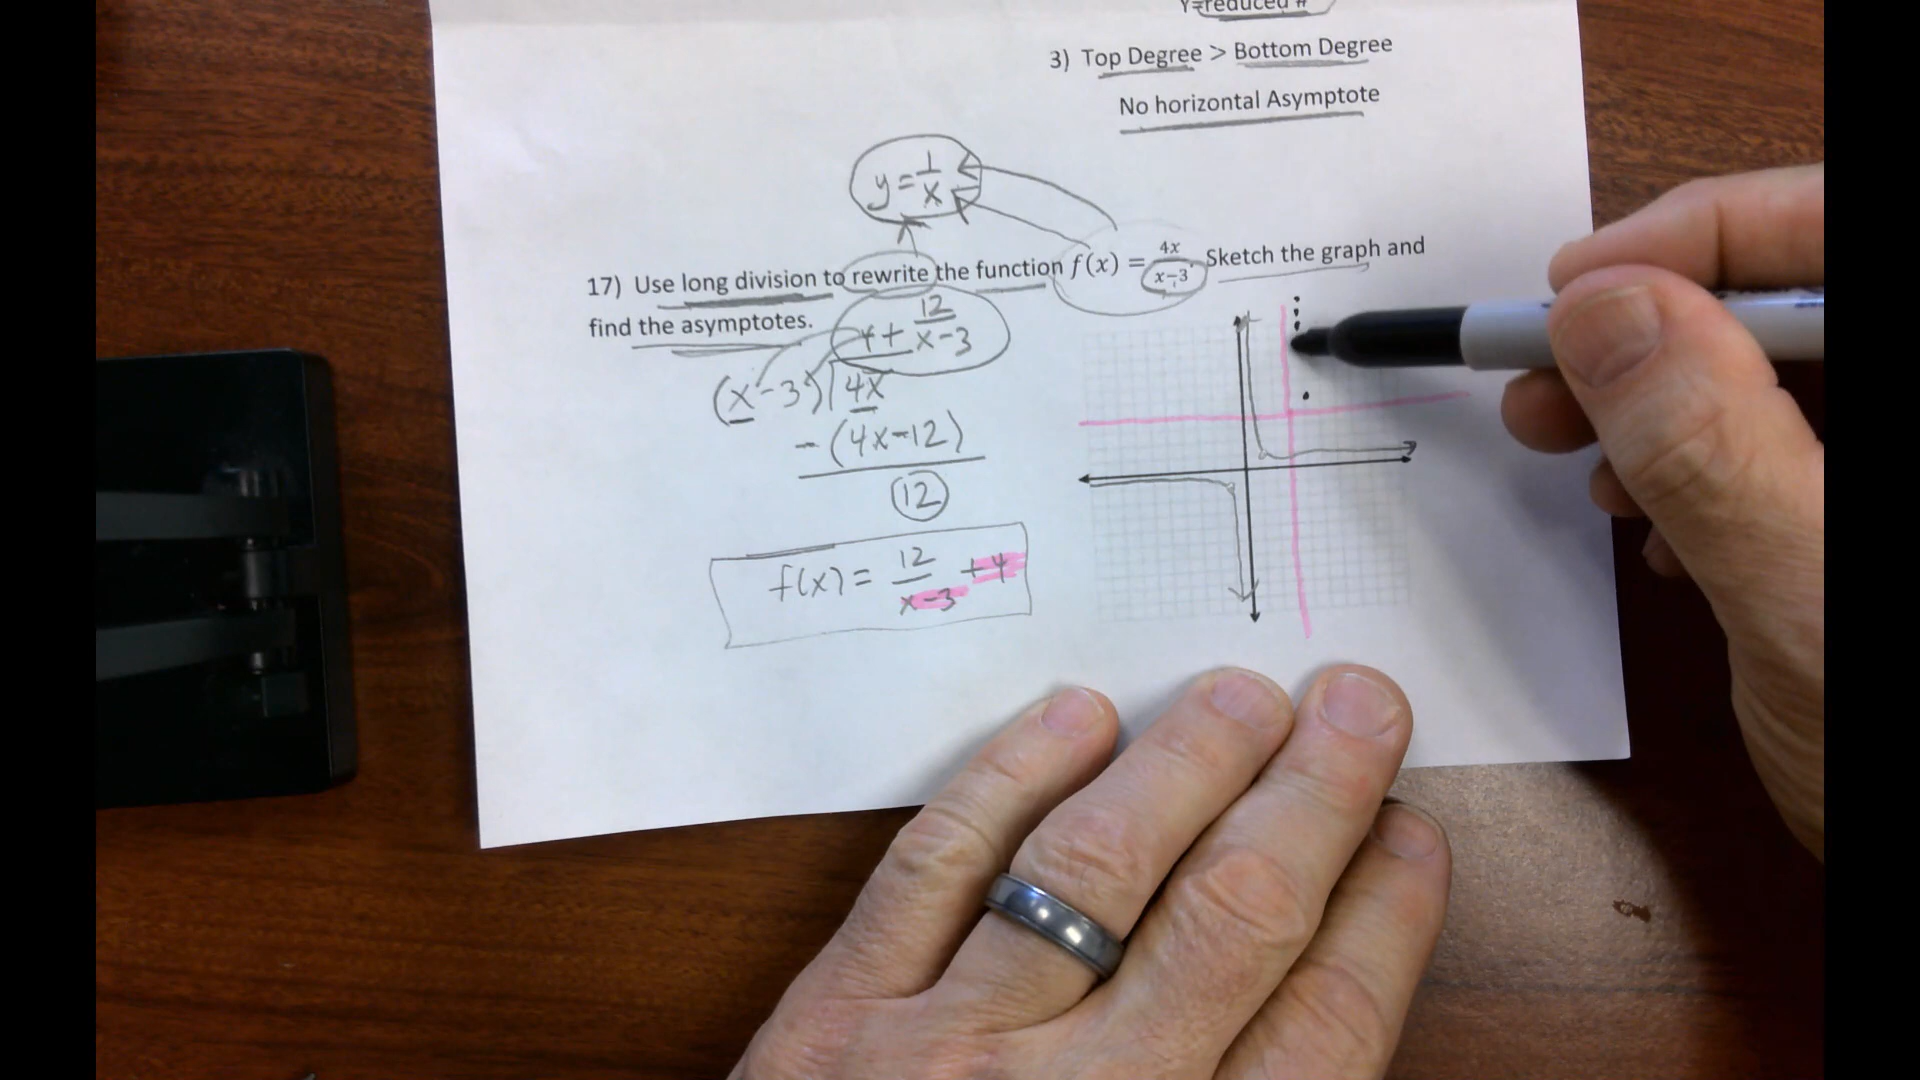 Y=reduced #
3) Top Degree > Bottom Degree
No horizontal Asymptote
y = 1/x
17) Use long division to rewrite the function f(x) = 4x/(x-3). Sketch the graph and
find the asymptotes.
4 + 12/(x-3)
(x-3) 4x
-(4x-12)
12
f(x) = 12/(x-3) +4